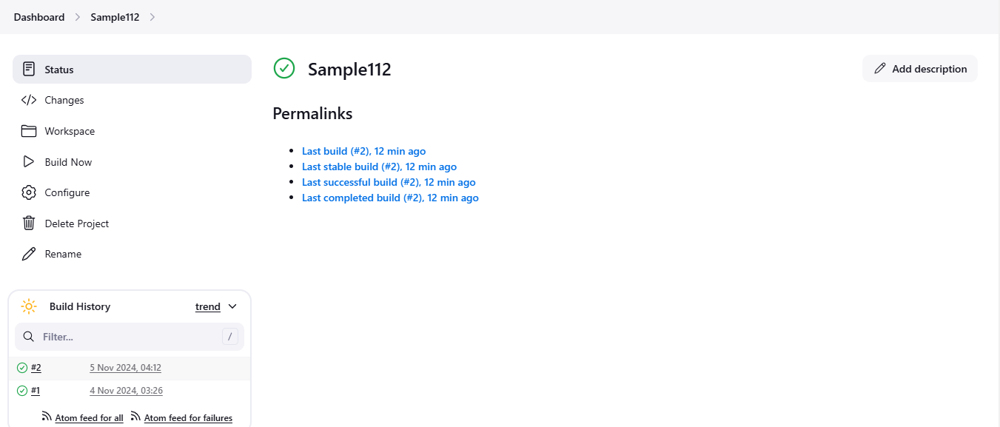 Dashboard Sample112
Status
Changes
Workspace
Build Now
Configure
Delete Project
Rename
Build History trend
Filter... /
#2 5 Nov 2024, 04:12
#1 4 Nov 2024, 03:26
Atom feed for all Atom feed for failures
Sample112
Add description
Permalinks
Last build (#2), 12 min ago
Last stable build (#2), 12 min ago
Last successful build (#2), 12 min ago
Last completed build (#2), 12 min ago